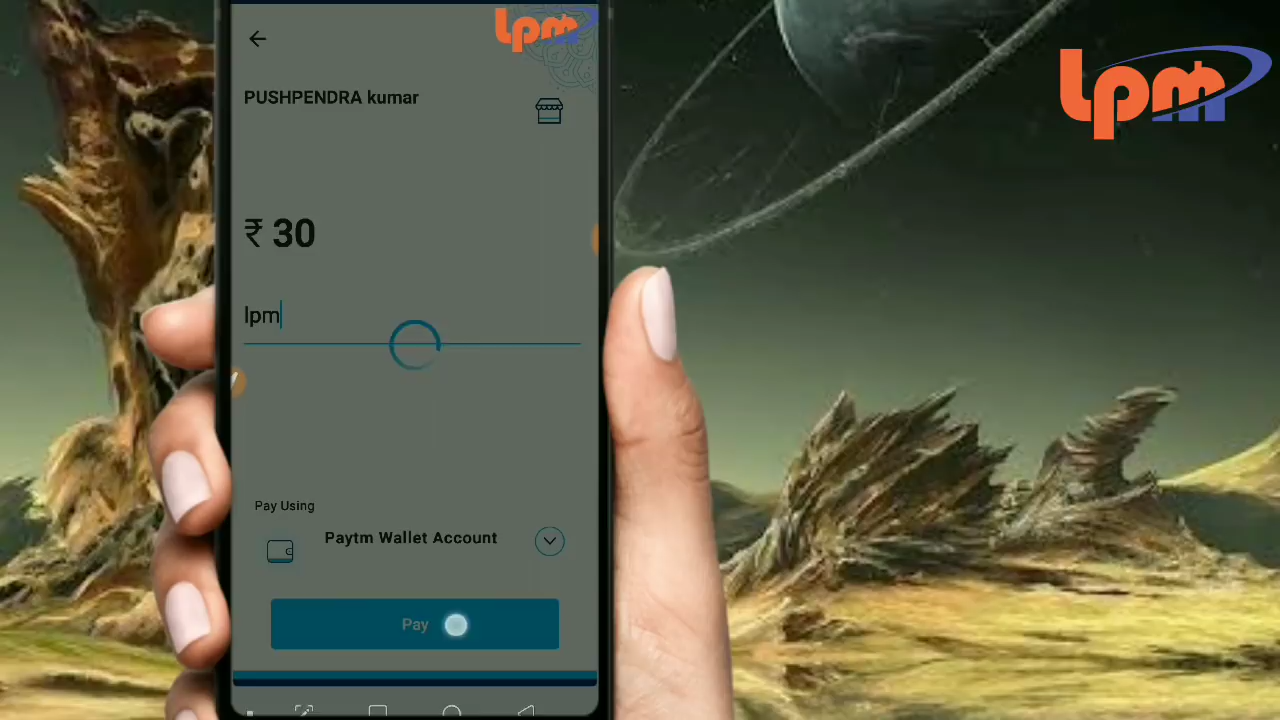 lpm
PUSHPENDRA kumar
₹ 30
lpm
Pay Using
Paytm Wallet Account
Pay
lpm